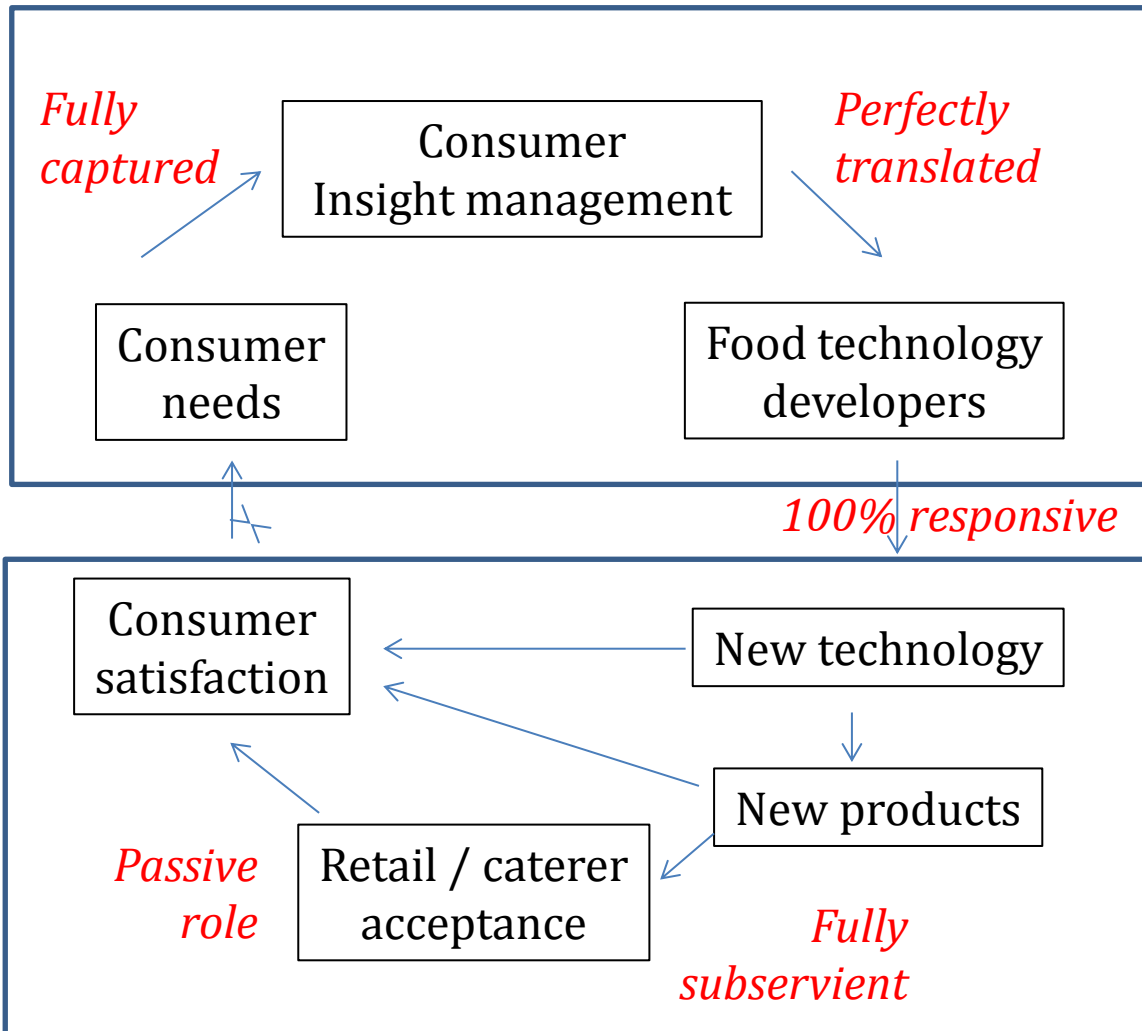 Fully
captured
Consumer
Insight management
Perfectly
translated
Consumer
needs
Food technology
developers
100% responsive
Consumer
satisfaction
New technology
New products
Retail / caterer
acceptance
Passive
role
Fully
subservient